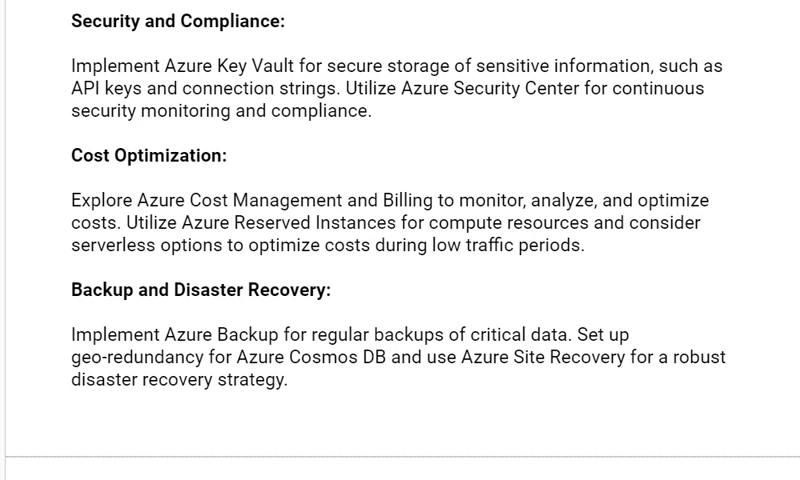 Security and Compliance:
Implement Azure Key Vault for secure storage of sensitive information, such as
API keys and connection strings. Utilize Azure Security Center for continuous
security monitoring and compliance.
Cost Optimization:
Explore Azure Cost Management and Billing to monitor, analyze, and optimize
costs. Utilize Azure Reserved Instances for compute resources and consider
serverless options to optimize costs during low traffic periods.
Backup and Disaster Recovery:
Implement Azure Backup for regular backups of critical data. Set up
geo-redundancy for Azure Cosmos DB and use Azure Site Recovery for a robust
disaster recovery strategy.